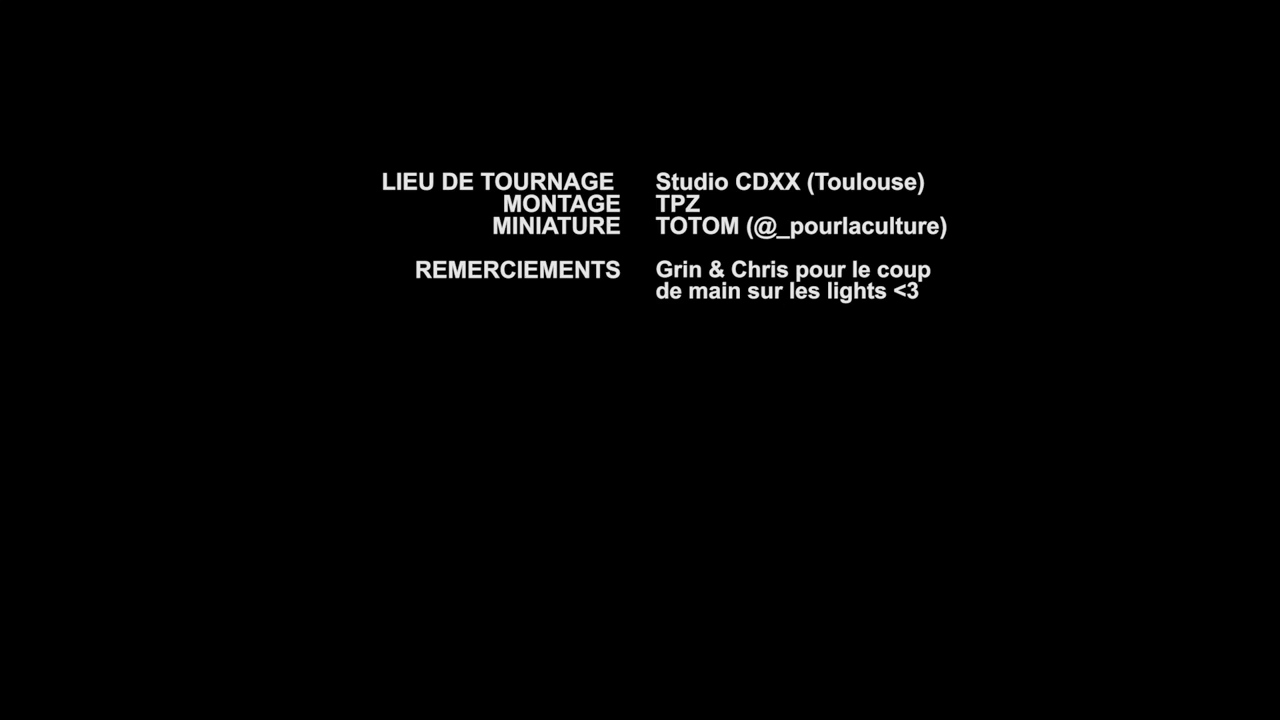 LIEU DE TOURNAGE Studio CDXX (Toulouse)
MONTAGE TPZ
MINIATURE TOTOM (@_pourlaculture)
REMERCIEMENTS Grin & Chris pour le coup
de main sur les lights <3